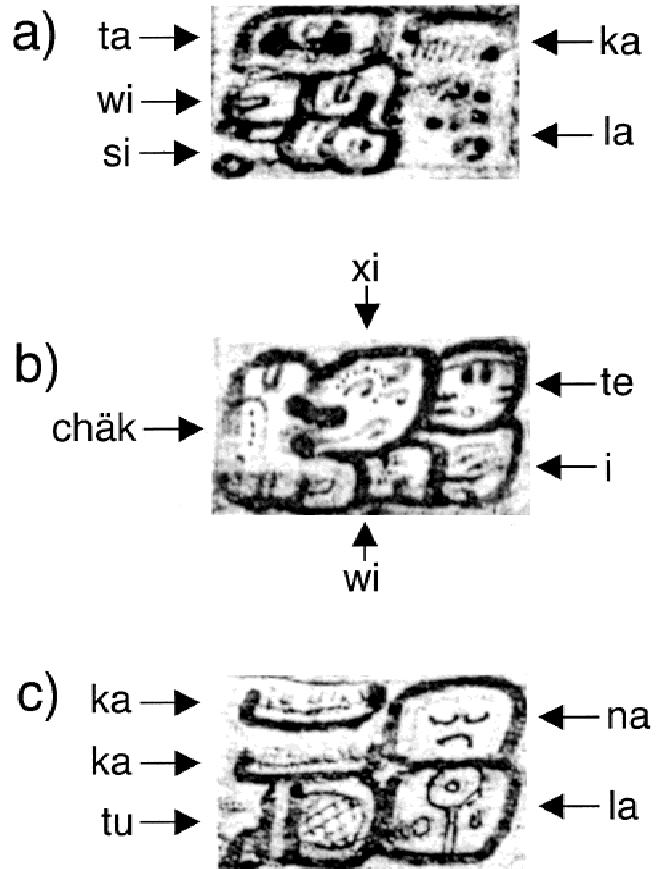 a) ta ka
wi
si la
xi
b) te
chäk i
wi
c) ka na
ka
tu la